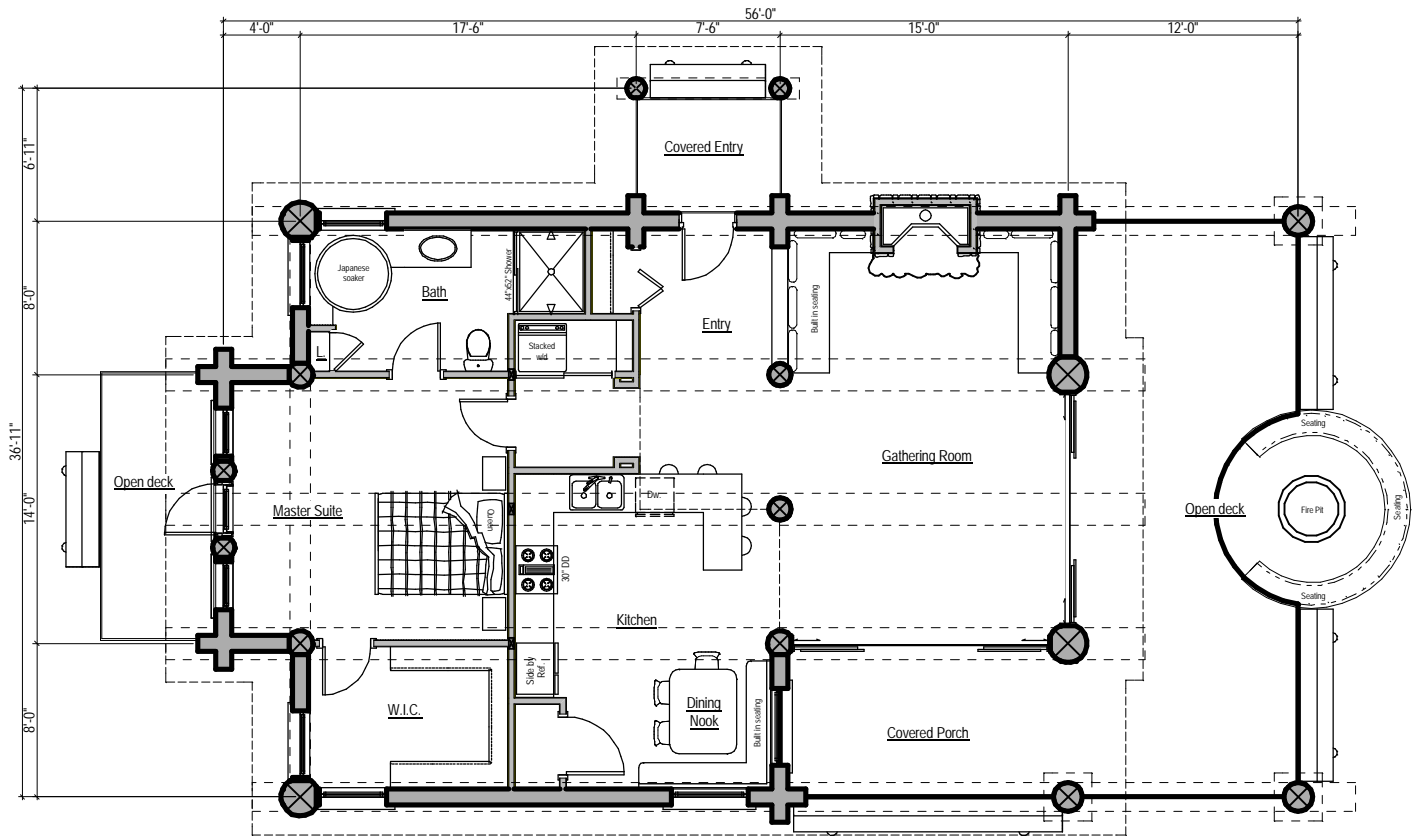 56'-0"
4'-0"
17'-6"
7'-6"
15'-0"
12'-0"
6'-11"
36'-11"
8'-0"
14'-0"
8'-0"
Covered Entry
Japanese
soaker
Bath
44"x52" Shower
Entry
Built in seating
L.
Stacked
w/d
Open deck
Master Suite
Queen
Dw.
30" DD
Kitchen
Side by
Ref.
Gathering Room
Open deck
Seating
Seating
Seating
Fire Pit
W.I.C.
Dining
Nook
Built in seating
Covered Porch